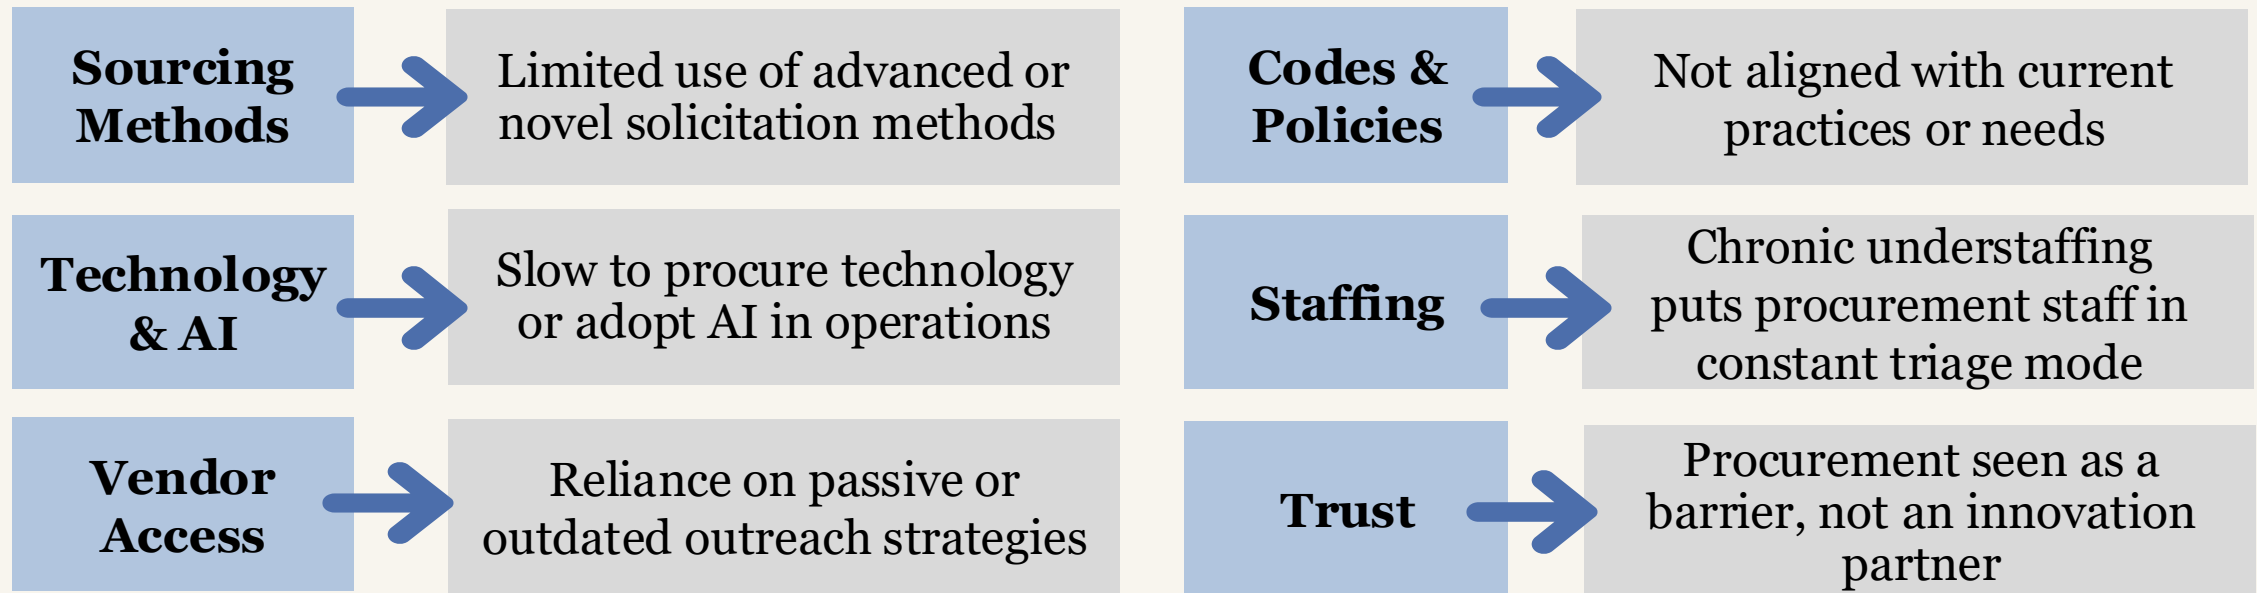 Sourcing
Methods
Limited use of advanced or
novel solicitation methods
Technology
& AI
Slow to procure technology
or adopt AI in operations
Vendor
Access
Reliance on passive or
outdated outreach strategies
Codes &
Policies
Not aligned with current
practices or needs
Staffing
Chronic understaffing
puts procurement staff in
constant triage mode
Trust
Procurement seen as a
barrier, not an innovation
partner